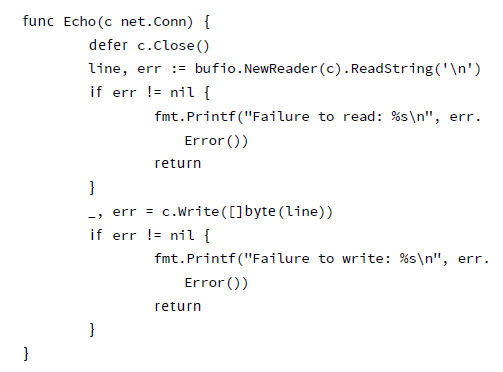 func Echo(c net.Conn) {
        defer c.Close()
        line, err := bufio.NewReader(c).ReadString('\n')
        if err != nil {
                fmt.Printf("Failure to read: %s\n", err.
                    Error())
                return
        }
        _, err = c.Write([]byte(line))
        if err != nil {
                fmt.Printf("Failure to write: %s\n", err.
                    Error())
                return
        }
}